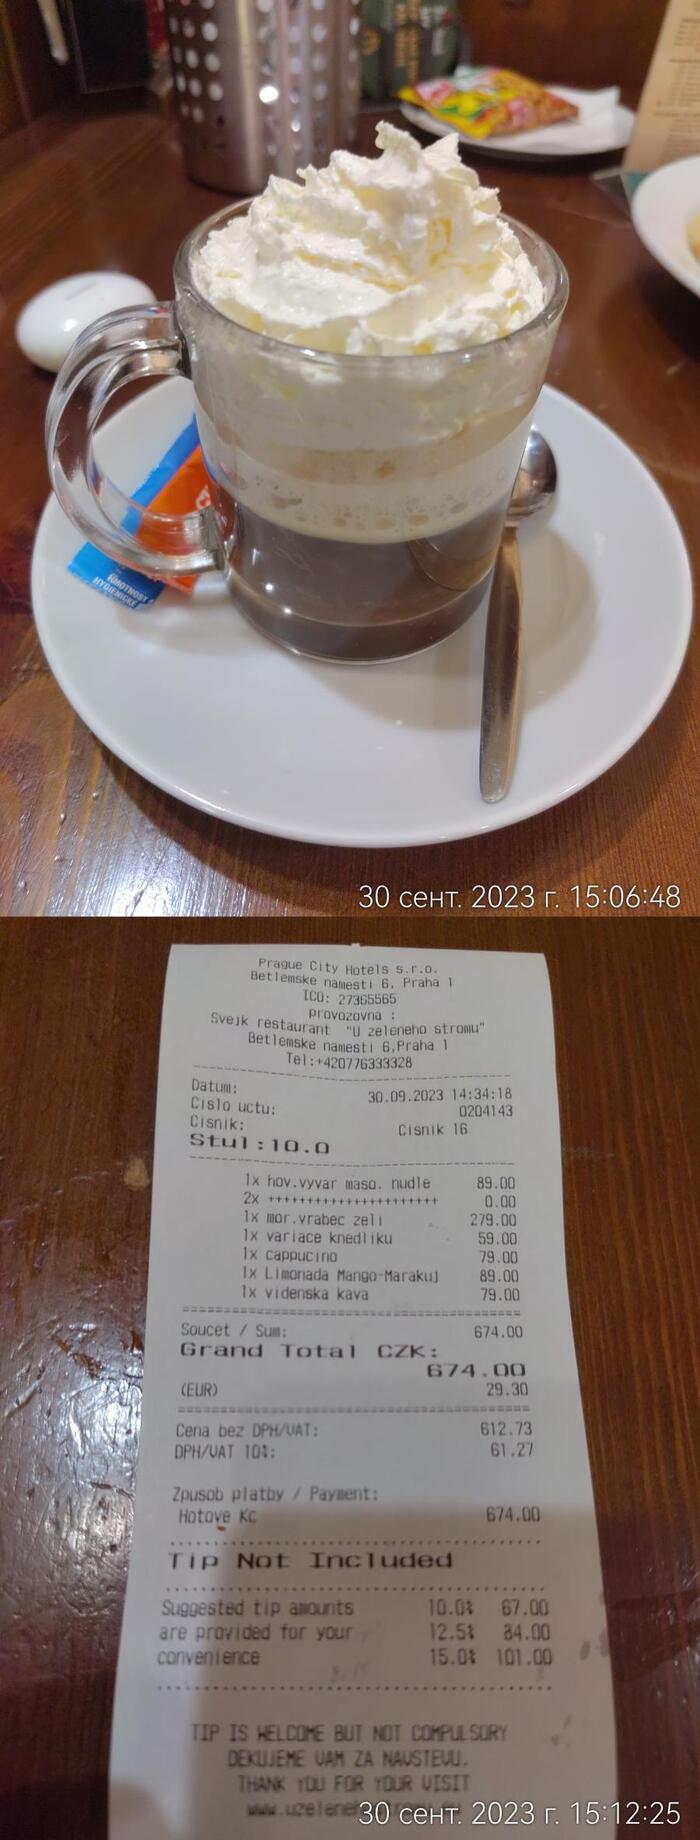 HMOTNOST
HYGIENICKÉ
30 сент. 2023 г. 15:06:48
Prague City Hotels s.r.o.
Betlemske namesti 6, Praha 1
ICO: 27365565
provozovna :
Svejk restaurant "U zeleneho stromu"
Betlemske namesti 6,Praha 1
Tel:+420776333328
Datum: 30.09.2023 14:34:18
Cislo uctu: 0204143
Cisnik: Cisnik 16
Stul:10.0
1x hov.vyvar maso. nudle 89.00
2x ++++++++++++++++++++++ 0.00
1x mor.vrabec zeli 279.00
1x variace knedliku 59.00
1x cappucino 79.00
1x Limonada Mango-Marakuj 89.00
1x videnska kava 79.00
Soucet / Sum: 674.00
Grand Total CZK:
674.00
(EUR) 29.30
Cena bez DPH/VAT: 612.73
DPH/VAT 10%: 61.27
Zpusob platby / Payment:
Hotove Kc 674.00
Tip Not Included
Suggested tip amounts 10.0% 67.00
are provided for your 12.5% 84.00
convenience 15.0% 101.00
TIP IS WELCOME BUT NOT COMPULSORY
DEKUJEME VAM ZA NAVSTEVU.
THANK YOU FOR YOUR VISIT
30 сент. 2023 г. 15:12:25